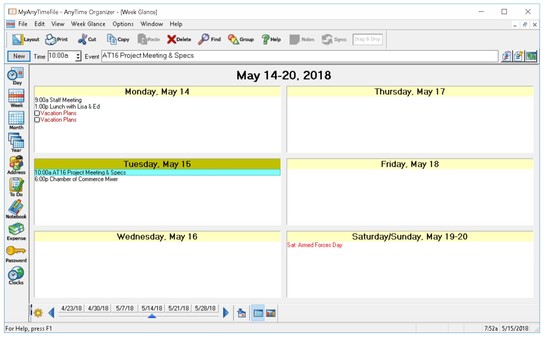 MyAnyTimeFile - AnyTime Organizer - [Week Glance]
File Edit View Week Glance Options Window Help
Layout Print Cut Copy Paste Delete Find Group Help Notes Sync Drag & Drop
New Time 10:00a Event AT16 Project Meeting & Specs
Day
Week
Month
Year
Address
To Do
Notebook
Expense
Password
Clocks
May 14-20, 2018
Monday, May 14
9:00a Staff Meeting
1:00p Lunch with Lisa & Ed
Vacation Plans
Vacation Plans
Tuesday, May 15
10:00a AT16 Project Meeting & Specs
6:00p Chamber of Commerce Mixer
Wednesday, May 16
Thursday, May 17
Friday, May 18
Saturday/Sunday, May 19-20
Sat: Armed Forces Day
4/23/18 4/30/18 5/7/18 5/14/18 5/21/18 5/28/18
For Help, press F1
7:52a 5/15/2018